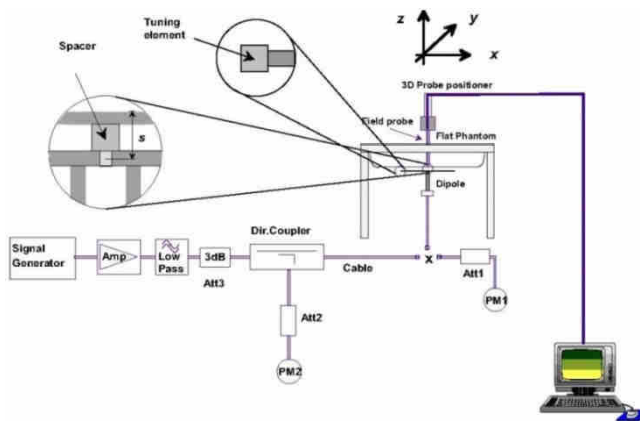 Tuning
element
Spacer
s
z
y
x
3D Probe positioner
Field probe
Flat Phantom
Dipole
Signal
Generator
Amp
Low
Pass
3dB
Att3
Dir.Coupler
Cable
x
Att1
PM1
Att2
PM2